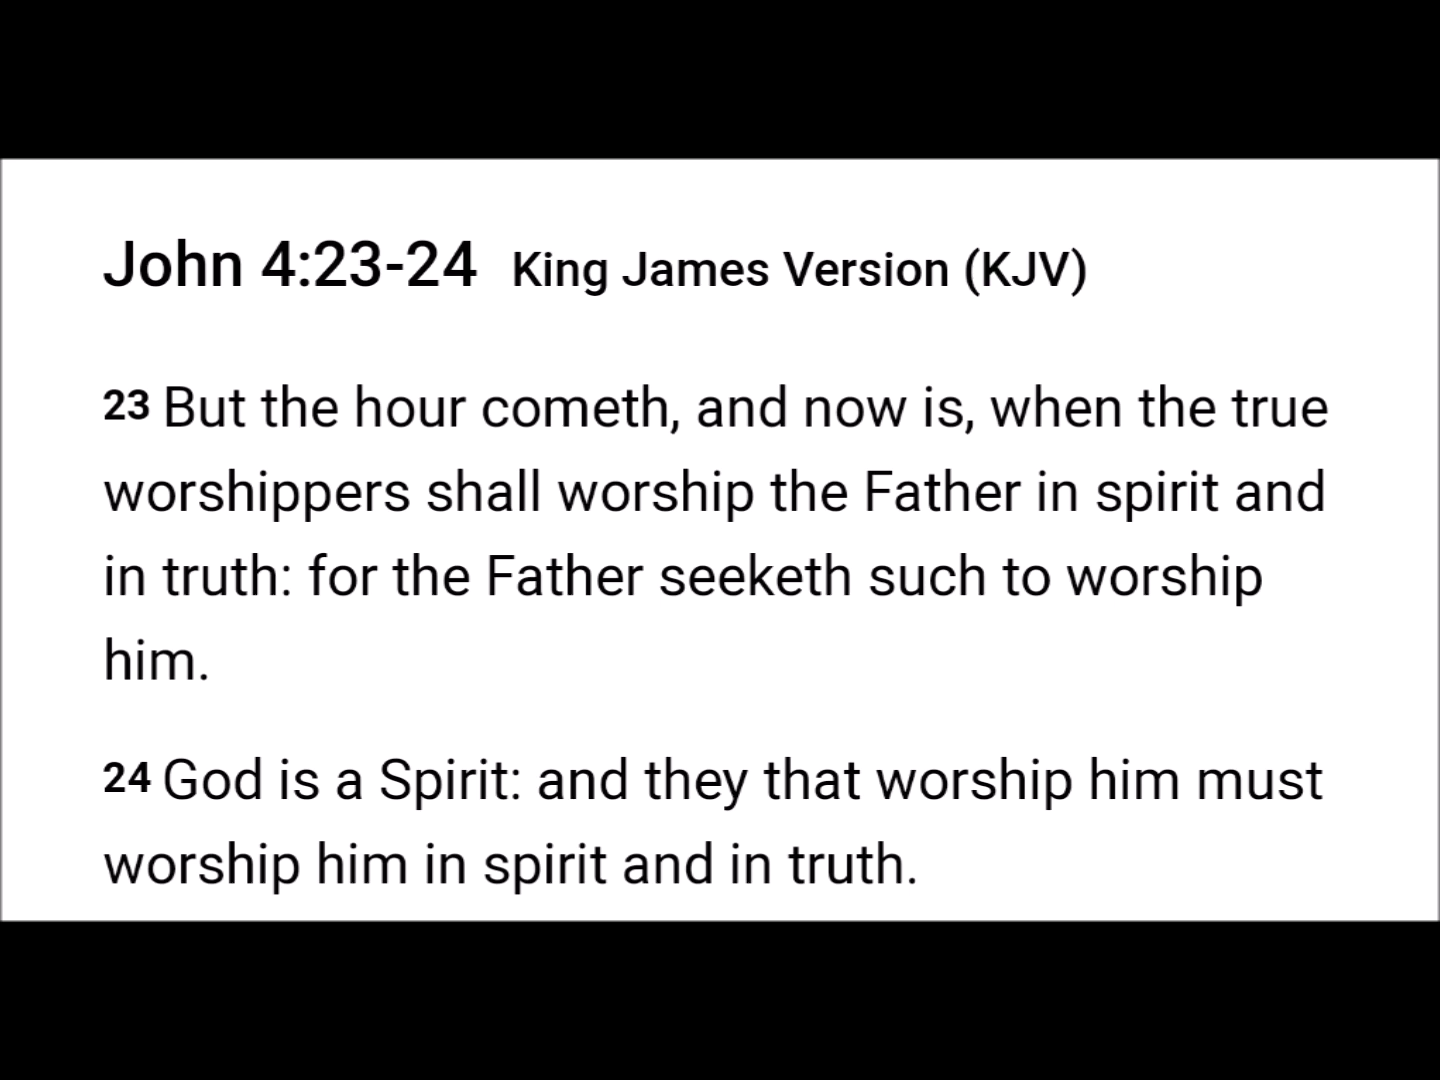 John 4:23-24 King James Version (KJV)
23 But the hour cometh, and now is, when the true
worshippers shall worship the Father in spirit and
in truth: for the Father seeketh such to worship
him.
24 God is a Spirit: and they that worship him must
worship him in spirit and in truth.